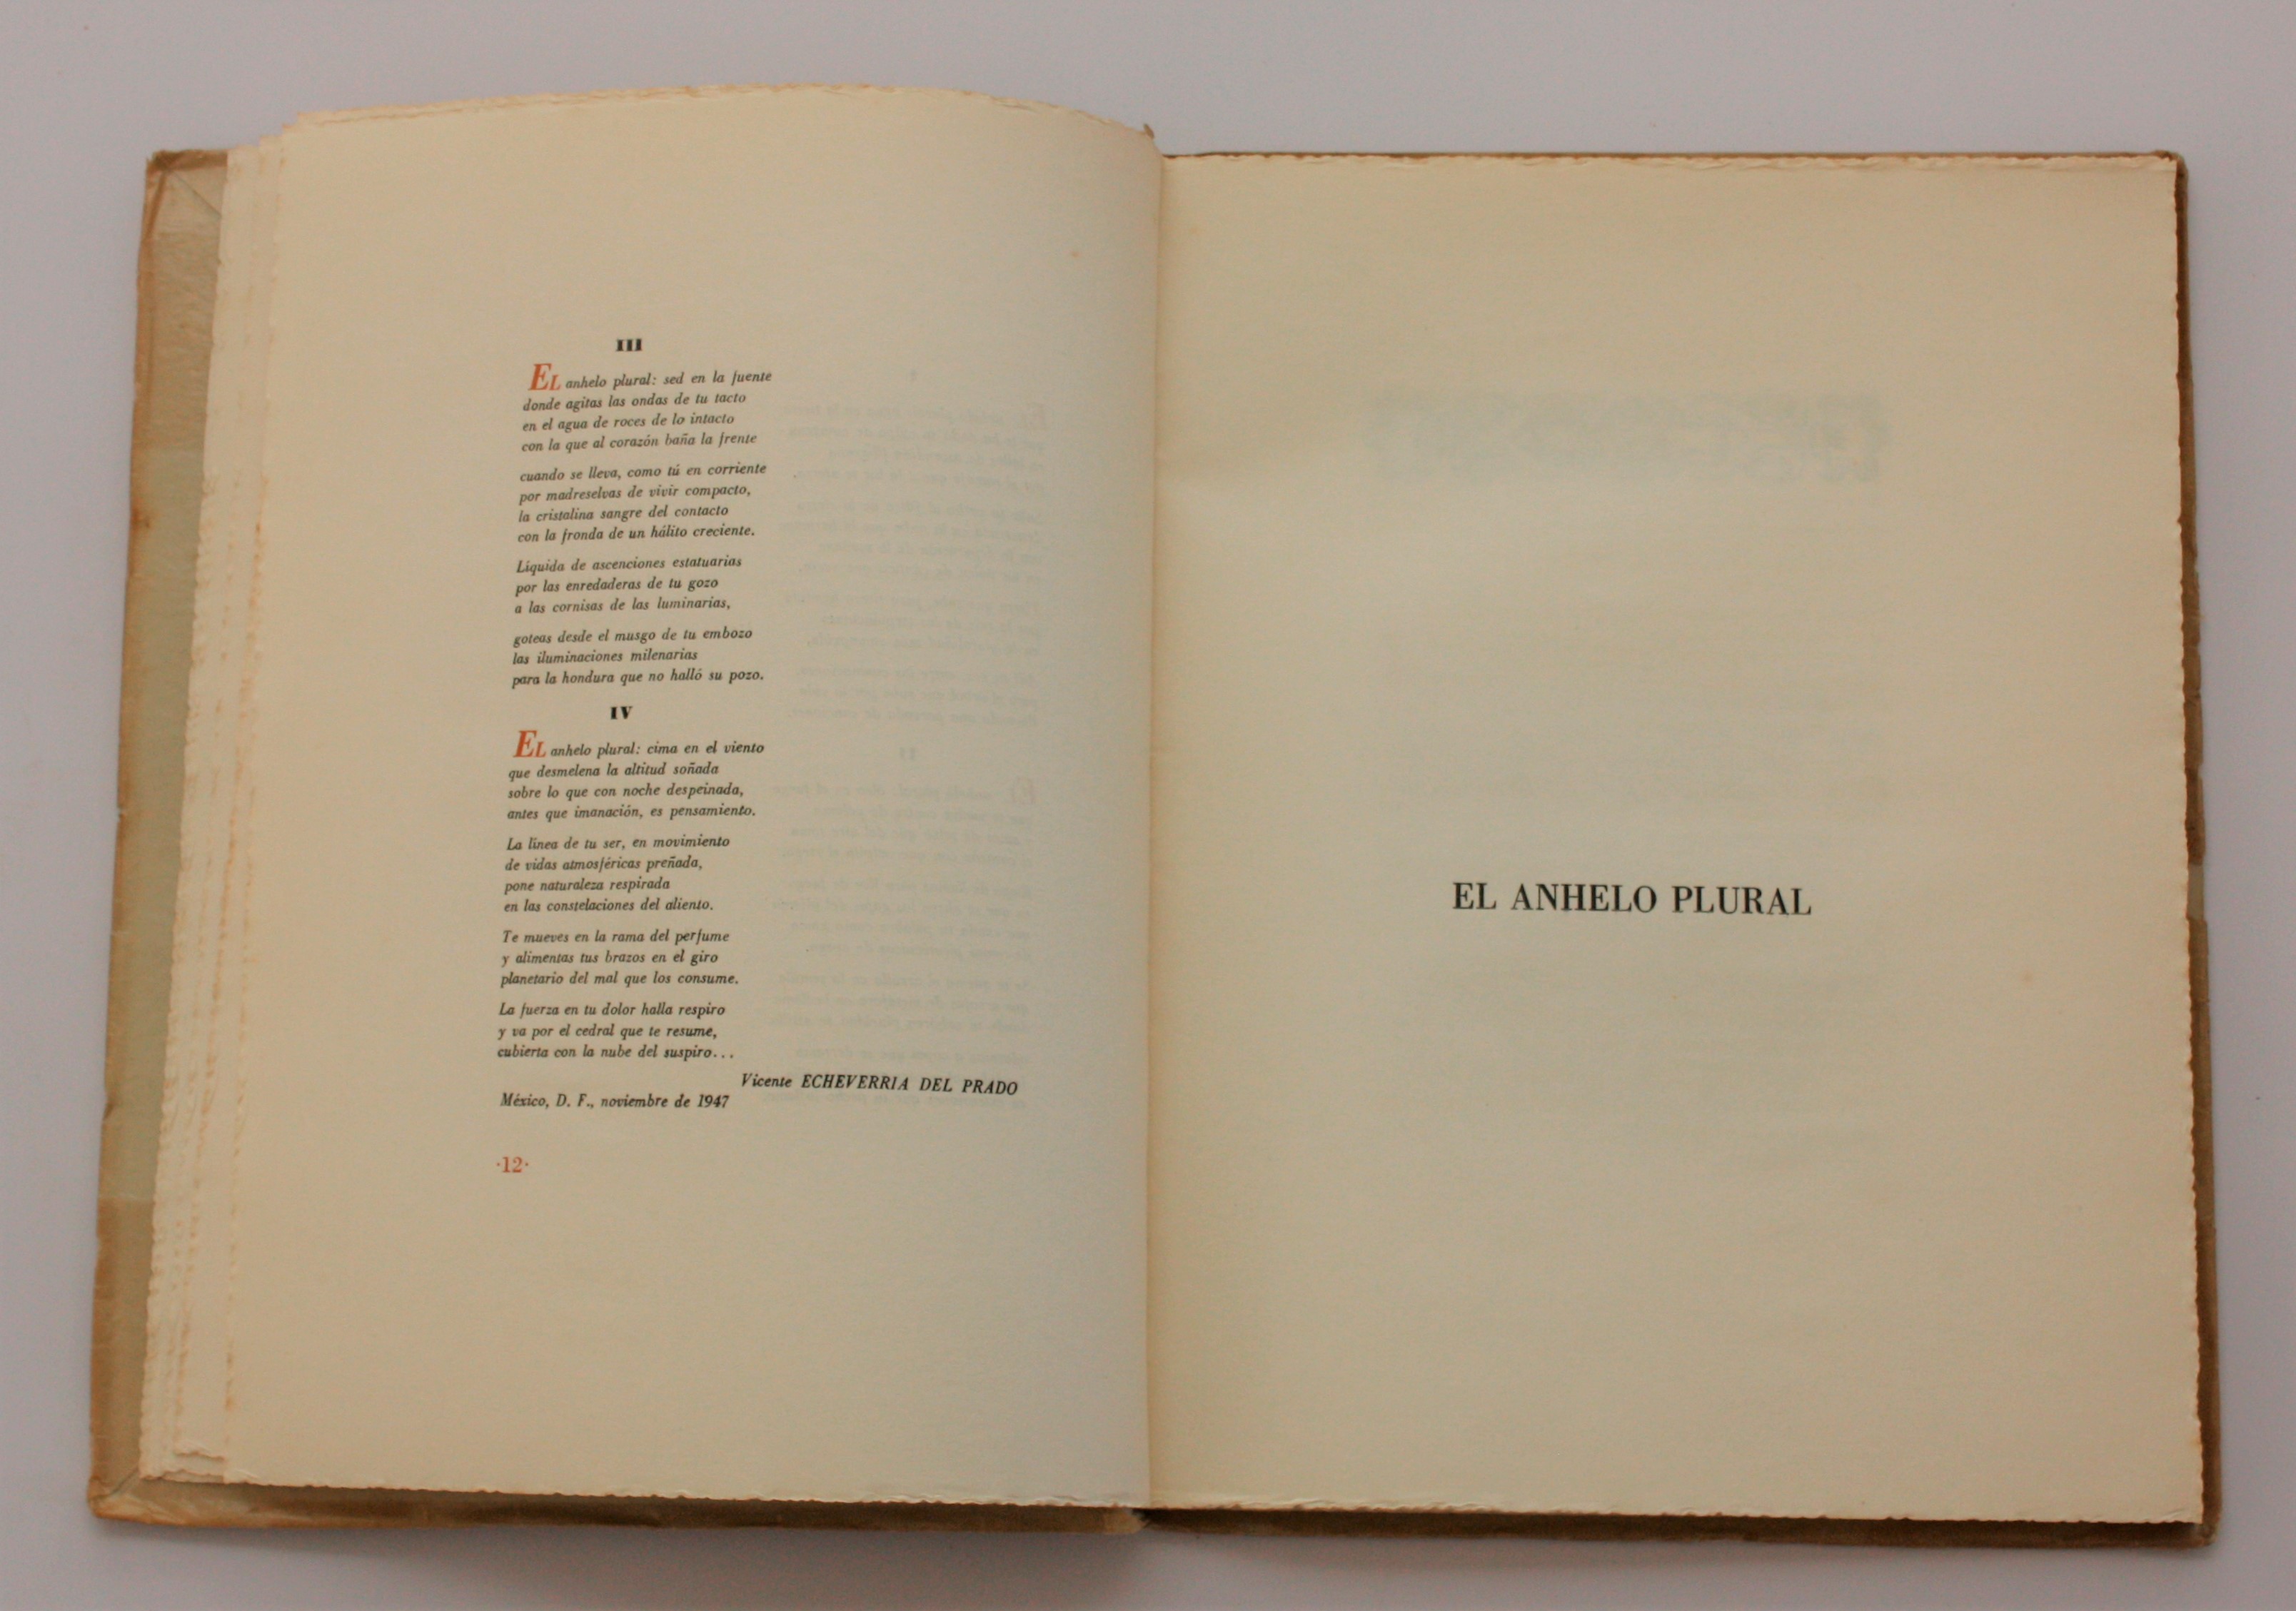 III
EL anhelo plural: sed en la fuente
donde agitas las ondas de tu tacto
en el agua de roces de lo intacto
con la que al corazón baña la frente
cuando se lleva, como tú en corriente
por madreselvas de vivir compacto,
la cristalina sangre del contacto
con la fronda de un hálito creciente.
Líquida de ascenciones estatuarias
por las enredaderas de tu gozo
a las cornisas de las luminarias,
goteas desde el musgo de tu embozo
las iluminaciones milenarias
para la hondura que no halló su pozo.
IV
EL anhelo plural: cima en el viento
que desmelena la altitud soñada
sobre lo que con noche despeinada,
antes que imanación, es pensamiento.
La línea de tu ser, en movimiento
de vidas atmosféricas preñada,
pone naturaleza respirada
en las constelaciones del aliento.
Te mueves en la rama del perfume
y alimentas tus brazos en el giro
planetario del mal que los consume.
La fuerza en tu dolor halla respiro
y va por el cedral que te resume,
cubierta con la nube del suspiro...
Vicente ECHEVERRIA DEL PRADO
México, D. F., noviembre de 1947
·12·
EL ANHELO PLURAL